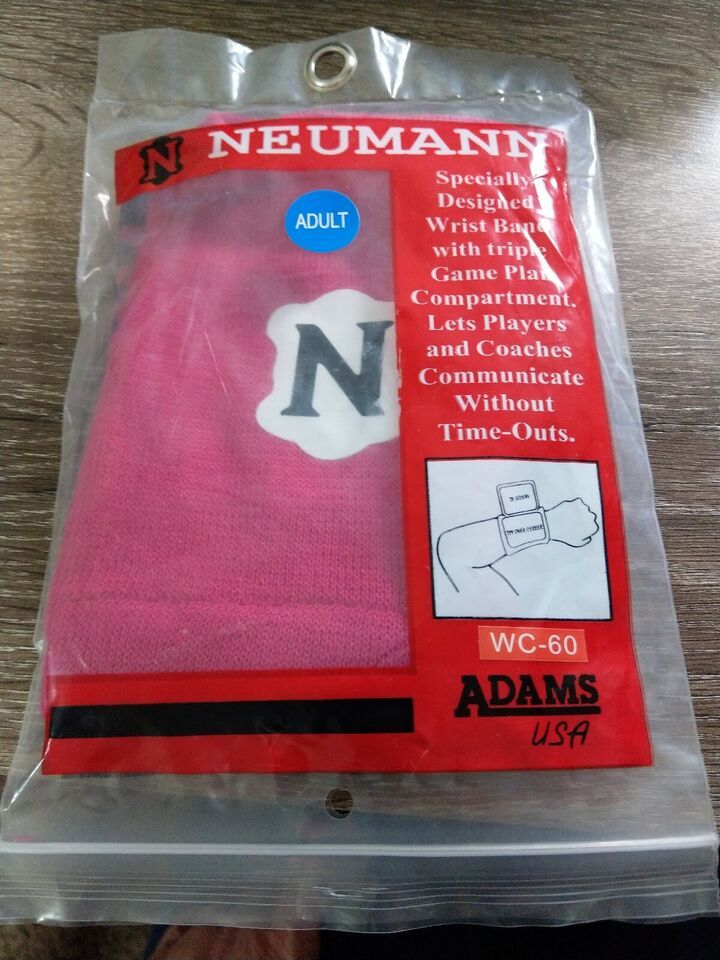 N NEUMANN
ADULT
Specially
Designed
Wrist Band
with triple
Game Plan
Compartment.
Lets Players
and Coaches
Communicate
Without
Time-Outs.
N
WC-60
ADAMS
USA